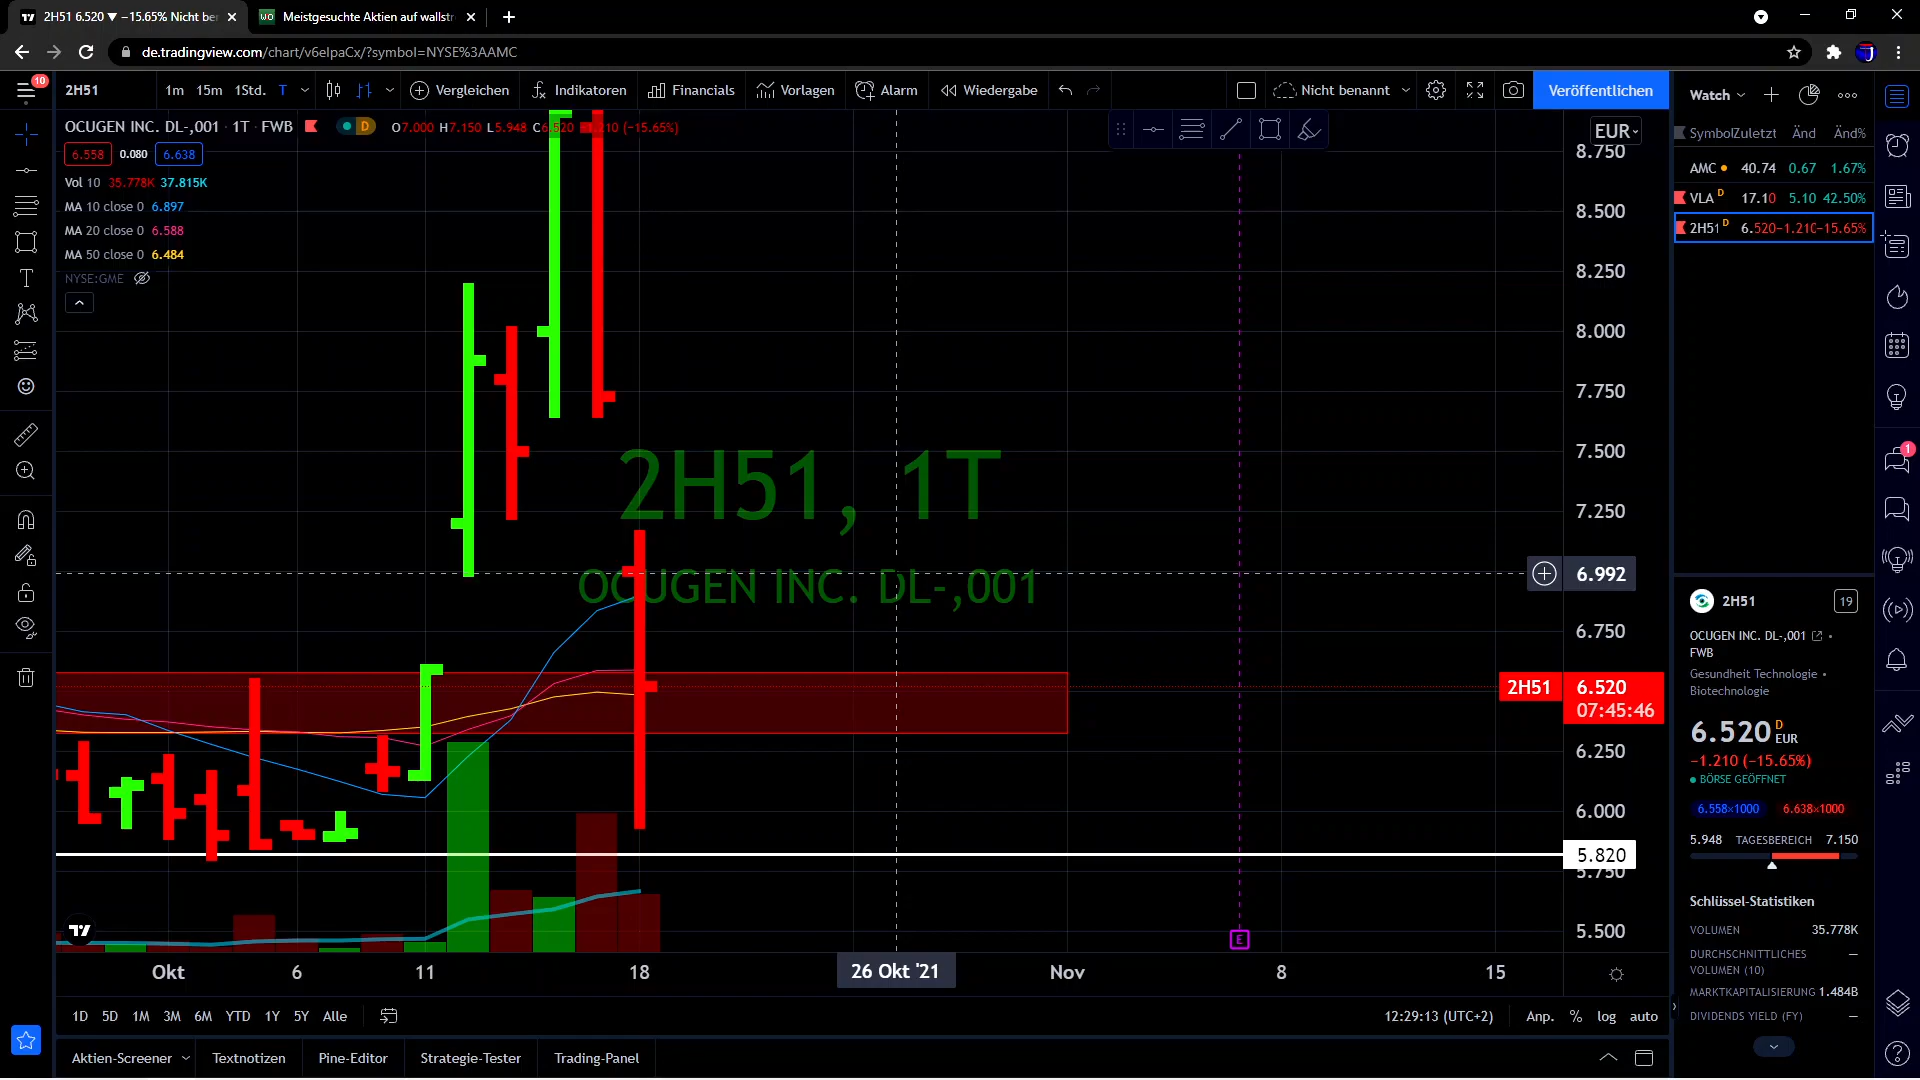 2H51 6.520 ▼ −15.65% Nicht be
Meistgesuchte Aktien auf wallstr
de.tradingview.com/chart/v6elpaCx/?symbol=NYSE%3AAMC
10
2H51
1m 15m 1Std. T
Vergleichen
Indikatoren
Financials
Vorlagen
Alarm
Wiedergabe
Nicht benannt
Veröffentlichen
Watch
OCUGEN INC. DL-,001 · 1T · FWB
D
O7.000 H7.150 L5.948 C6.520 −1.210 (−15.65%)
6.558 0.080 6.638
Vol 10 35.778K 37.815K
MA 10 close 0 6.897
MA 20 close 0 6.588
MA 50 close 0 6.484
NYSE:GME
EUR
8.750
8.500
8.250
8.000
7.750
7.500
7.250
6.992
6.750
2H51 6.520
07:45:46
6.250
6.000
5.820
5.750
5.500
2H51, 1T
OCUGEN INC. DL-,001
E
Okt 6 11 18 26 Okt '21 Nov 8 15
1D 5D 1M 3M 6M YTD 1Y 5Y Alle
12:29:13 (UTC+2) Anp. % log auto
Aktien-Screener Textnotizen Pine-Editor Strategie-Tester Trading-Panel
Symbol Zuletzt Änd Änd%
AMC 40.74 0.67 1.67%
VLA D 17.10 5.10 42.50%
2H51 D 6.520 −1.210 −15.65%
1
2H51 19
OCUGEN INC. DL-,001 •
FWB
Gesundheit Technologie •
Biotechnologie
6.520 D EUR
−1.210 (−15.65%)
BÖRSE GEÖFFNET
6.558×1000 6.638×1000
5.948 TAGESBEREICH 7.150
Schlüssel-Statistiken
VOLUMEN 35.778K
DURCHSCHNITTLICHES —
VOLUMEN (10)
MARKTKAPITALISIERUNG 1.484B
DIVIDENDS YIELD (FY) —